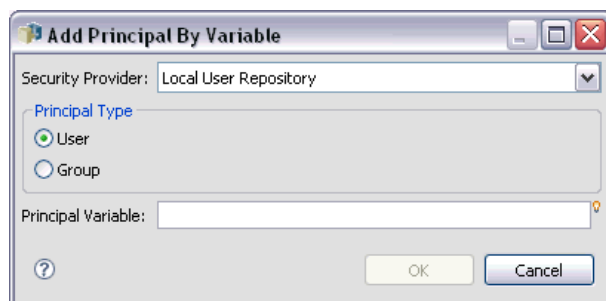 Add Principal By Variable
Security Provider: Local User Repository
Principal Type
User
Group
Principal Variable:
?
OK Cancel